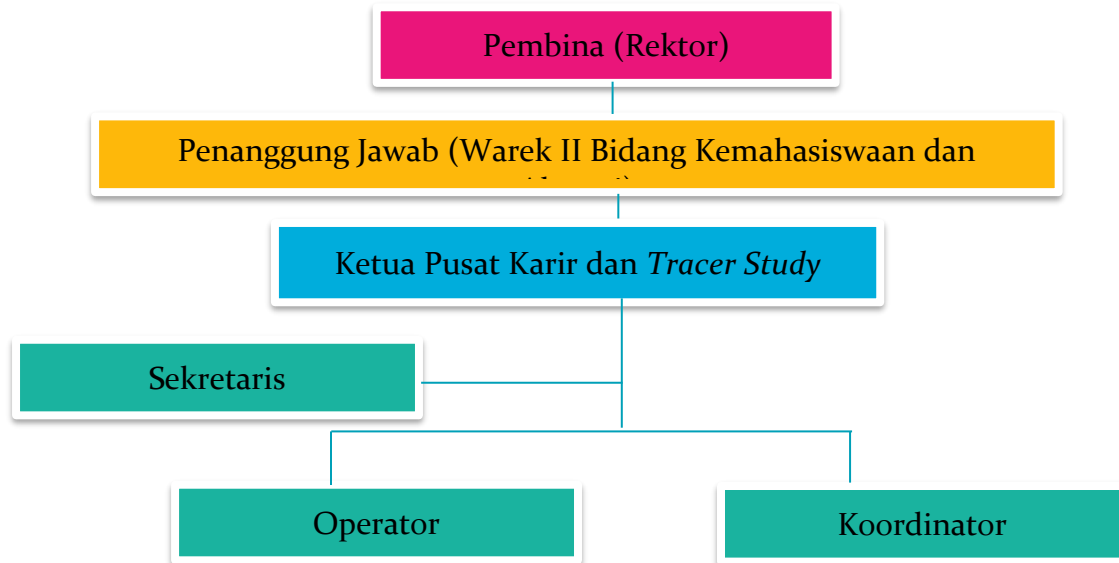 Pembina (Rektor)
Penanggung Jawab (Warek II Bidang Kemahasiswaan dan
Ketua Pusat Karir dan Tracer Study
Sekretaris
Operator
Koordinator